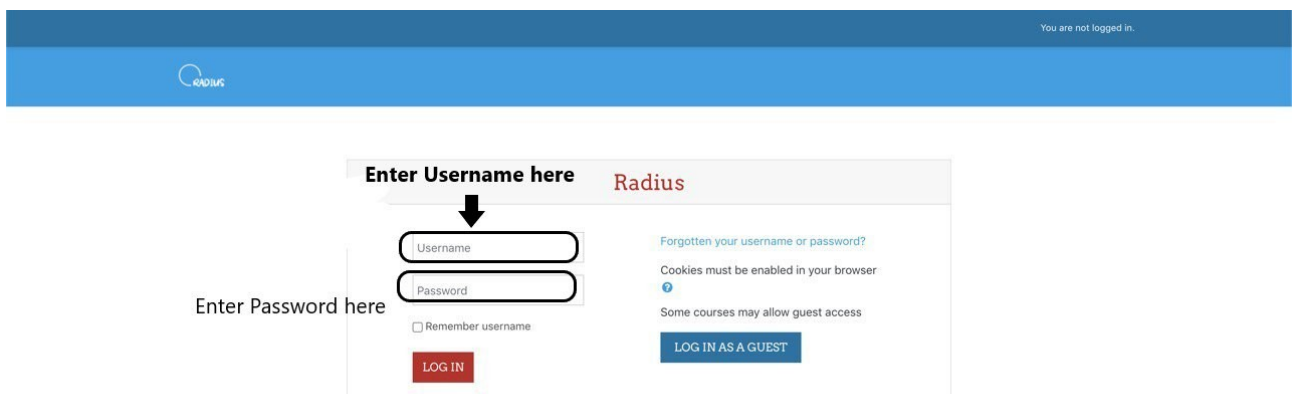 You are not logged in.
RADIUS
Enter Username here
Radius
Username
Password
Enter Password here
Remember username
LOG IN
Forgotten your username or password?
Cookies must be enabled in your browser
?
Some courses may allow guest access
LOG IN AS A GUEST